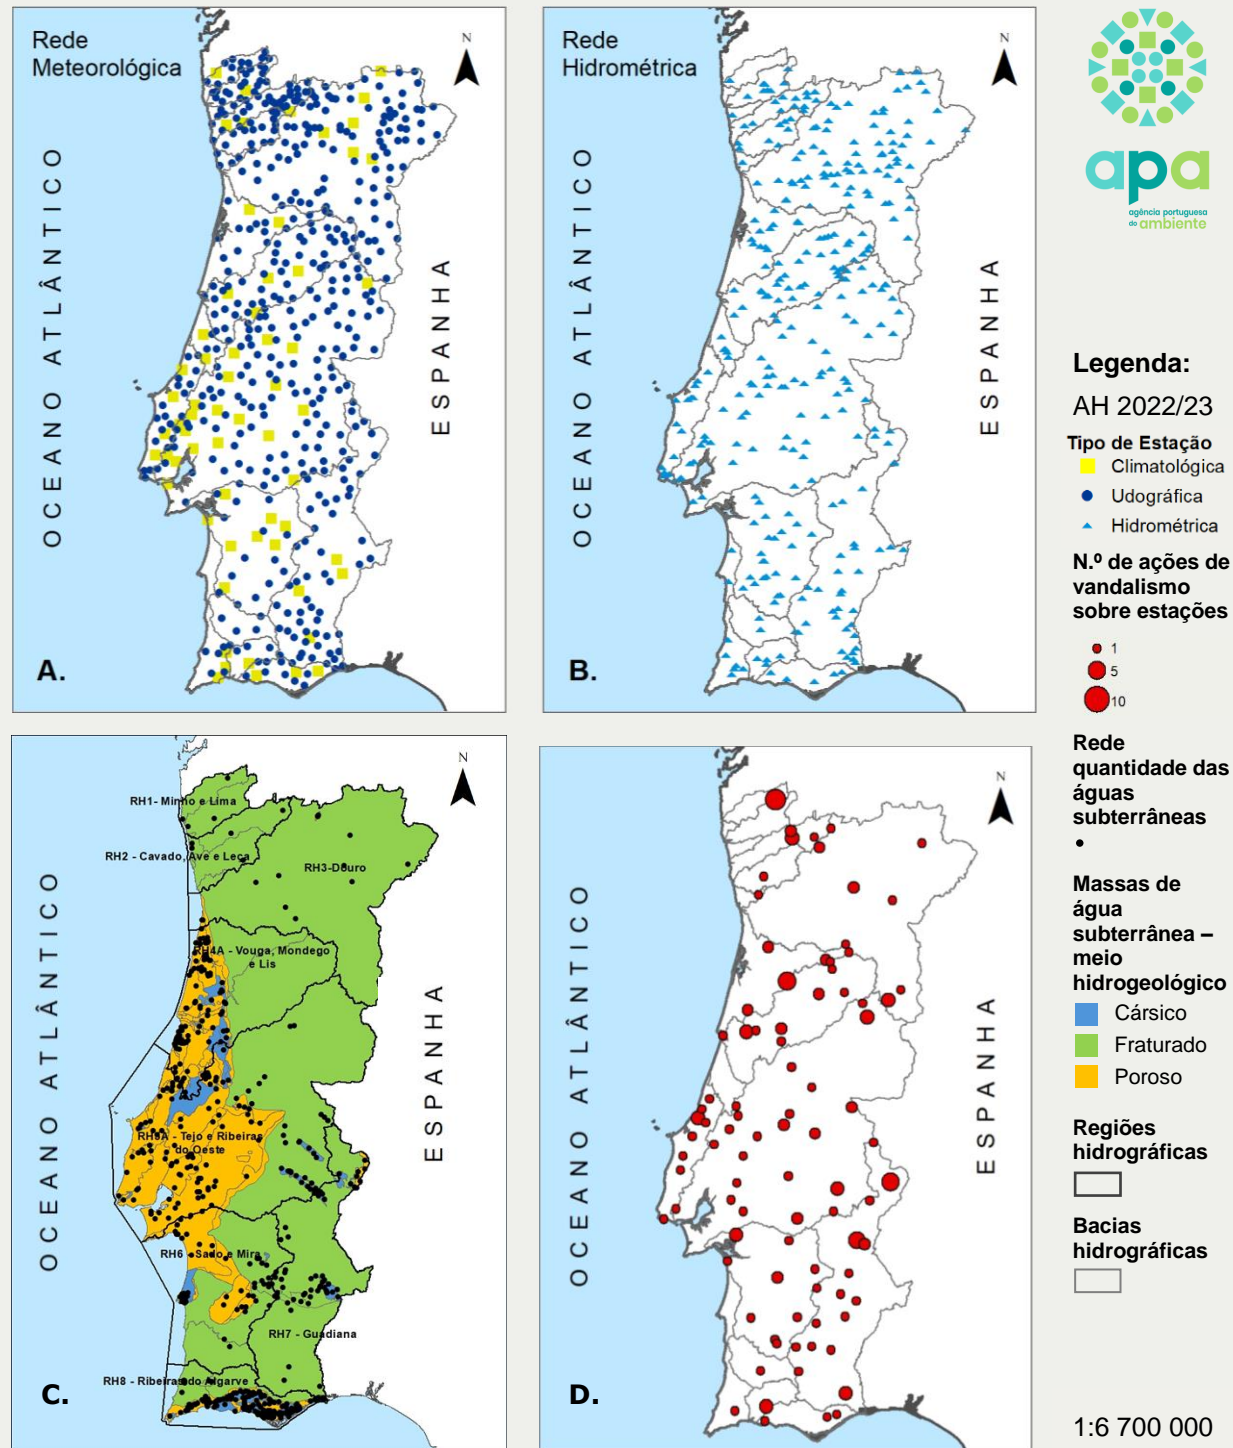 Rede
Meteorológica
N
OCEANO ATLÂNTICO
ESPANHA
A.
Rede
Hidrométrica
N
OCEANO ATLÂNTICO
ESPANHA
B.
N
RH1- Minho e Lima
RH2 - Cavado, Ave e Leça
RH3-Douro
RH4A - Vouga, Mondego
e Lis
RH5A - Tejo e Ribeiras
do Oeste
RH6 - Sado e Mira
RH7 - Guadiana
RH8 - Ribeiras do Algarve
OCEANO ATLÂNTICO
ESPANHA
C.
N
OCEANO ATLÂNTICO
ESPANHA
D.
apa
agência portuguesa
do ambiente
Legenda:
AH 2022/23
Tipo de Estação
Climatológica
Udográfica
Hidrométrica
N.º de ações de
vandalismo
sobre estações
1
5
10
Rede
quantidade das
águas
subterrâneas
Massas de
água
subterrânea –
meio
hidrogeológico
Cársico
Fraturado
Poroso
Regiões
hidrográficas
Bacias
hidrográficas
1:6 700 000